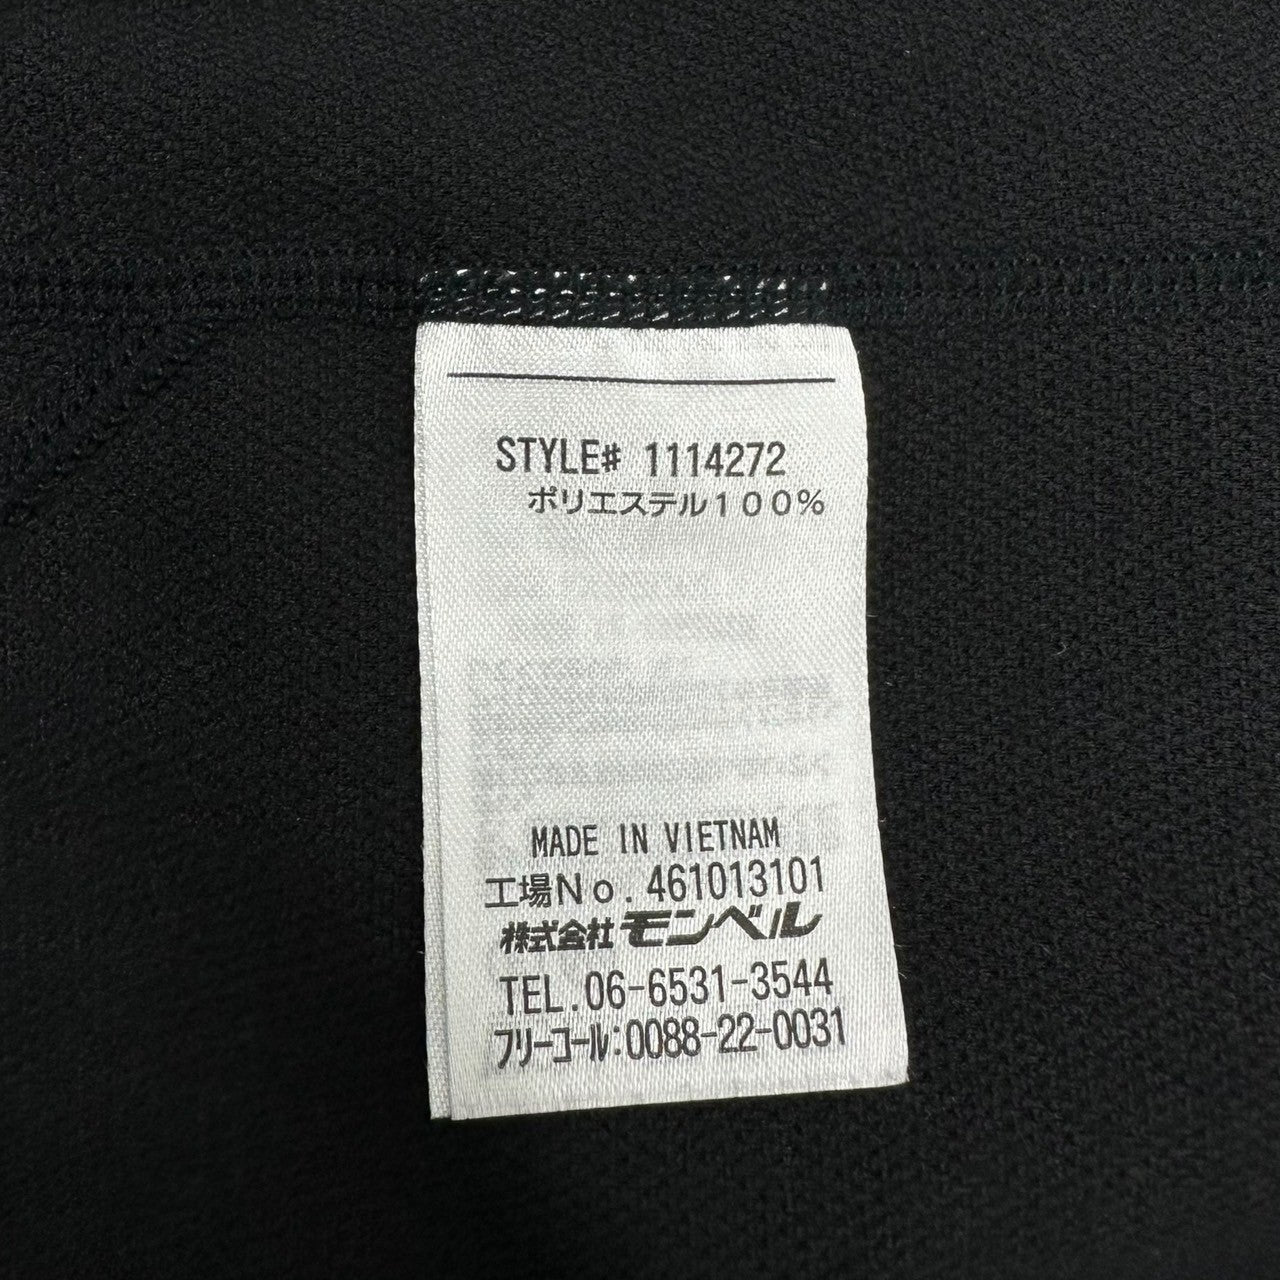 STYLE# 1114272
ポリエステル100%
MADE IN VIETNAM
工場No. 461013101
株式会社モンベル
TEL.06-6531-3544
フリーコール:0088-22-0031